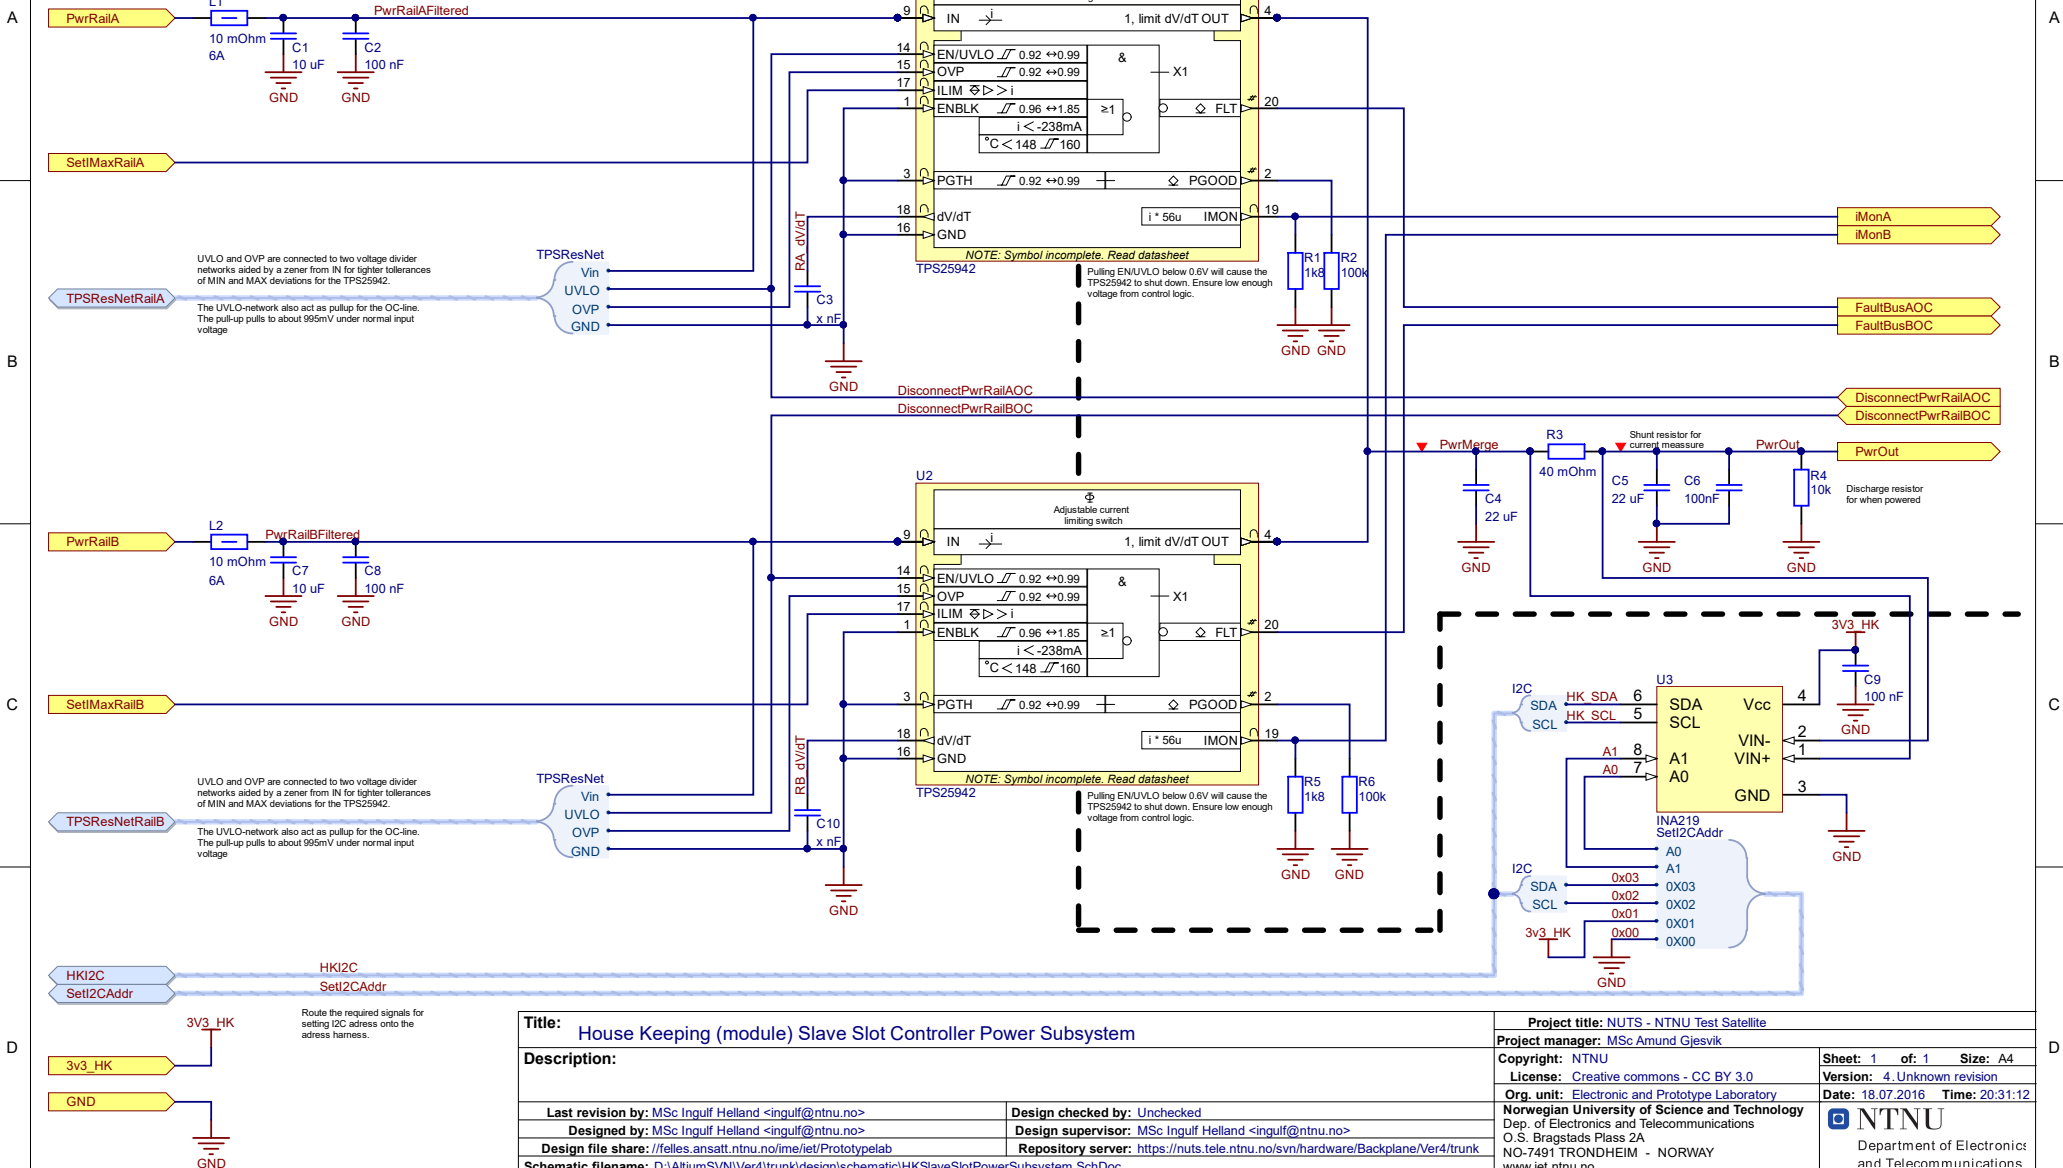 A
PwrRailA
L1
10 mOhm
6A
PwrRailAFiltered
C1
10 uF
GND
C2
100 nF
GND
9
IN
1, limit dV/dT OUT
4
A
14
EN/UVLO 0.92 ↔0.99
&
15
OVP 0.92 ↔0.99
X1
17
ILIM
i
1
ENBLK 0.96 ↔1.85
≥1
FLT
20
i < -238mA
°C < 148 160
SetIMaxRailA
3
PGTH 0.92 ↔0.99
PGOOD
2
18
dV/dT
i * 56u
IMON
19
16
GND
NOTE: Symbol incomplete. Read datasheet
TPS25942
RA dV/dT
C3
x nF
GND
iMonA
iMonB
UVLO and OVP are connected to two voltage divider
networks aided by a zener from IN for tighter tollerances
of MIN and MAX deviations for the TPS25942.
TPSResNetRailA
The UVLO-network also act as pullup for the OC-line.
The pull-up pulls to about 995mV under normal input
voltage
TPSResNet
Vin
UVLO
OVP
GND
Pulling EN/UVLO below 0.6V will cause the
TPS25942 to shut down. Ensure low enough
voltage from control logic.
R1
1k8
R2
100k
GND
GND
FaultBusAOC
FaultBusBOC
B
B
DisconnectPwrRailAOC
DisconnectPwrRailBOC
DisconnectPwrRailAOC
DisconnectPwrRailBOC
PwrMerge
R3
40 mOhm
Shunt resistor for
current meassure
PwrOut
PwrOut
C4
22 uF
GND
C5
22 uF
C6
100nF
GND
R4
10k
GND
Discharge resistor
for when powered
U2
Φ
Adjustable current
limiting switch
PwrRailB
L2
10 mOhm
6A
PwrRailBFiltered
C7
10 uF
GND
C8
100 nF
GND
9
IN
1, limit dV/dT OUT
4
14
EN/UVLO 0.92 ↔0.99
&
15
OVP 0.92 ↔0.99
X1
17
ILIM
i
1
ENBLK 0.96 ↔1.85
≥1
FLT
20
i < -238mA
°C < 148 160
C
SetIMaxRailB
3
PGTH 0.92 ↔0.99
PGOOD
2
18
dV/dT
i * 56u
IMON
19
16
GND
NOTE: Symbol incomplete. Read datasheet
TPS25942
RB dV/dT
C10
x nF
GND
UVLO and OVP are connected to two voltage divider
networks aided by a zener from IN for tighter tollerances
of MIN and MAX deviations for the TPS25942.
TPSResNetRailB
The UVLO-network also act as pullup for the OC-line.
The pull-up pulls to about 995mV under normal input
voltage
TPSResNet
Vin
UVLO
OVP
GND
Pulling EN/UVLO below 0.6V will cause the
TPS25942 to shut down. Ensure low enough
voltage from control logic.
R5
1k8
R6
100k
GND
GND
3V3_HK
C9
100 nF
GND
C
I2C
SDA
SCL
HK_SDA
HK_SCL
U3
6
SDA
Vcc
4
5
SCL
VIN-
2
A1
8
A1
VIN+
1
A0
7
A0
GND
3
INA219
GND
SetI2CAddr
A0
A1
I2C
SDA
SCL
0x03
0X03
0x02
0X02
0x01
0X01
0x00
0X00
3v3_HK
GND
HKI2C
HKI2C
SetI2CAddr
SetI2CAddr
Route the required signals for
setting I2C adress onto the
adress harness.
D
3V3_HK
3v3_HK
GND
GND
D
Title: House Keeping (module) Slave Slot Controller Power Subsystem
Description:
Project title: NUTS - NTNU Test Satellite
Project manager: MSc Amund Gjesvik
Copyright: NTNU
Sheet: 1 of: 1 Size: A4
License: Creative commons - CC BY 3.0
Version: 4.Unknown revision
Org. unit: Electronic and Prototype Laboratory
Date: 18.07.2016 Time: 20:31:12
Last revision by: MSc Ingulf Helland <ingulf@ntnu.no>
Design checked by: Unchecked
Designed by: MSc Ingulf Helland <ingulf@ntnu.no>
Design supervisor: MSc Ingulf Helland <ingulf@ntnu.no>
Design file share: //felles.ansatt.ntnu.no/ime/iet/Prototypelab
Repository server: https://nuts.tele.ntnu.no/svn/hardware/Backplane/Ver4/trunk
Schematic filename: D:\AltiumSVN\Ver4\trunk\design\schematic\HKSlaveSlotPowerSubsystem.SchDoc
Norwegian University of Science and Technology
Dep. of Electronics and Telecommunications
O.S. Bragstads Plass 2A
NO-7491 TRONDHEIM - NORWAY
www.iet.ntnu.no
NTNU
Department of Electronics
and Telecommunications